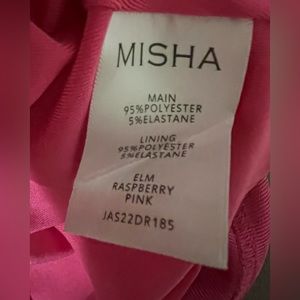 MISHA
MAIN
95%POLYESTER
5%ELASTANE
LINING
95%POLYESTER
5%ELASTANE
ELM
RASPBERRY
PINK
JAS22DR185